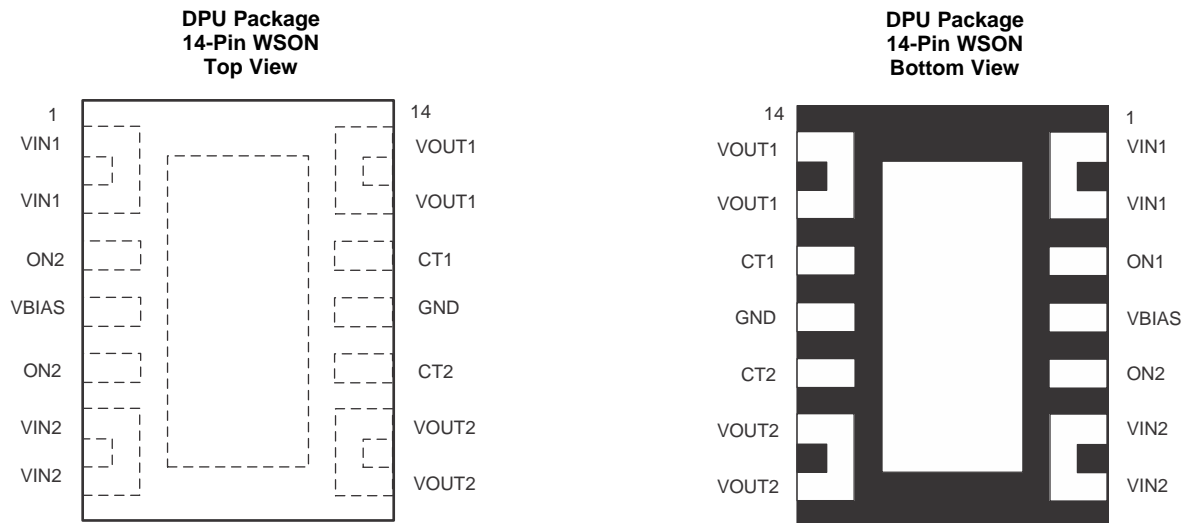 DPU Package
14-Pin WSON
Top View
1
14
VIN1
VOUT1
VIN1
VOUT1
ON2
CT1
VBIAS
GND
ON2
CT2
VIN2
VOUT2
VIN2
VOUT2
DPU Package
14-Pin WSON
Bottom View
14
1
VOUT1
VIN1
VOUT1
VIN1
CT1
ON1
GND
VBIAS
CT2
ON2
VOUT2
VIN2
VOUT2
VIN2